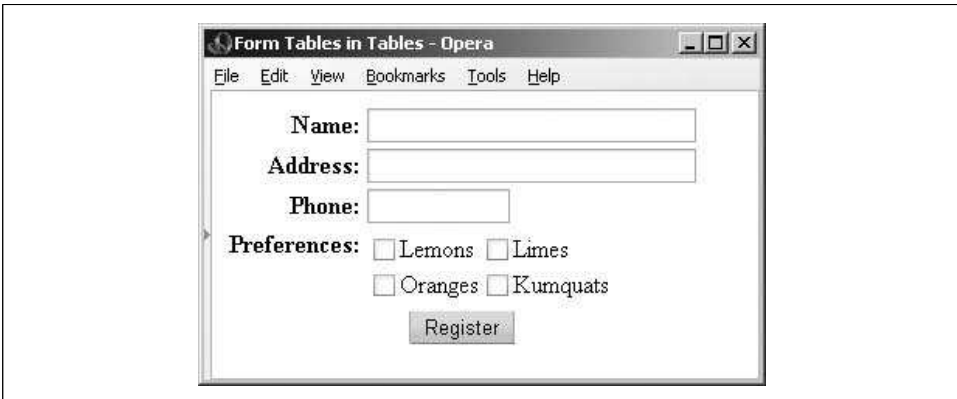 Form Tables in Tables - Opera
File Edit View Bookmarks Tools Help
Name:
Address:
Phone:
Preferences: Lemons Limes
Oranges Kumquats
Register